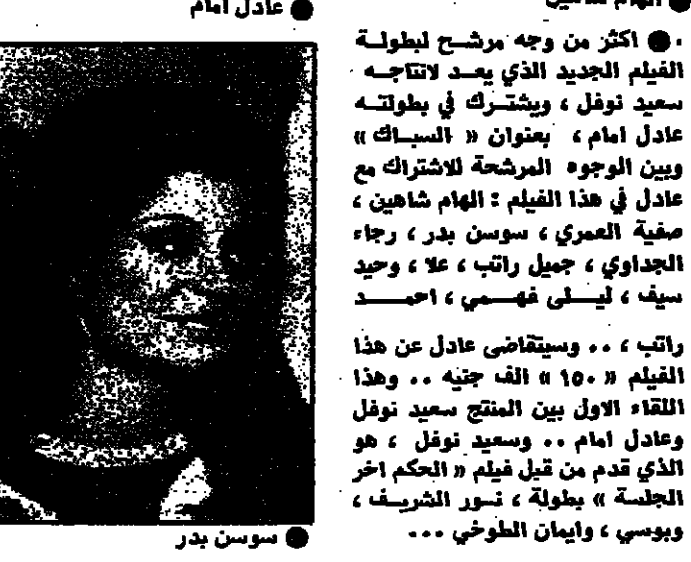 ● الهام شاهين
. ● اكثر من وجه مرشح لبطولة
الفيلم الجديد الذي يعد لانتاجه
سعيد نوفل ، ويشترك في بطولته
عادل امام ، بعنوان « السباك »
وبين الوجوه المرشحة للاشتراك مع
عادل في هذا الفيلم : الهام شاهين ،
صفية العمري ، سوسن بدر ، رجاء
الجداوي ، جميل راتب ، علا ، وحيد
سيف ، ليلى فهمي ، احمد
راتب ، .. وسيتقاضى عادل عن هذا
الفيلم « ١٥٠ » الف جنيه .. وهذا
اللقاء الاول بين المنتج سعيد نوفل
وعادل امام .. وسعيد نوفل ، هو
الذي قدم من قبل فيلم « الحكم اخر
الجلسة » بطولة ، نور الشريف ،
وبوسي ، وايمان الطوخي ...
● عادل امام
● سوسن بدر